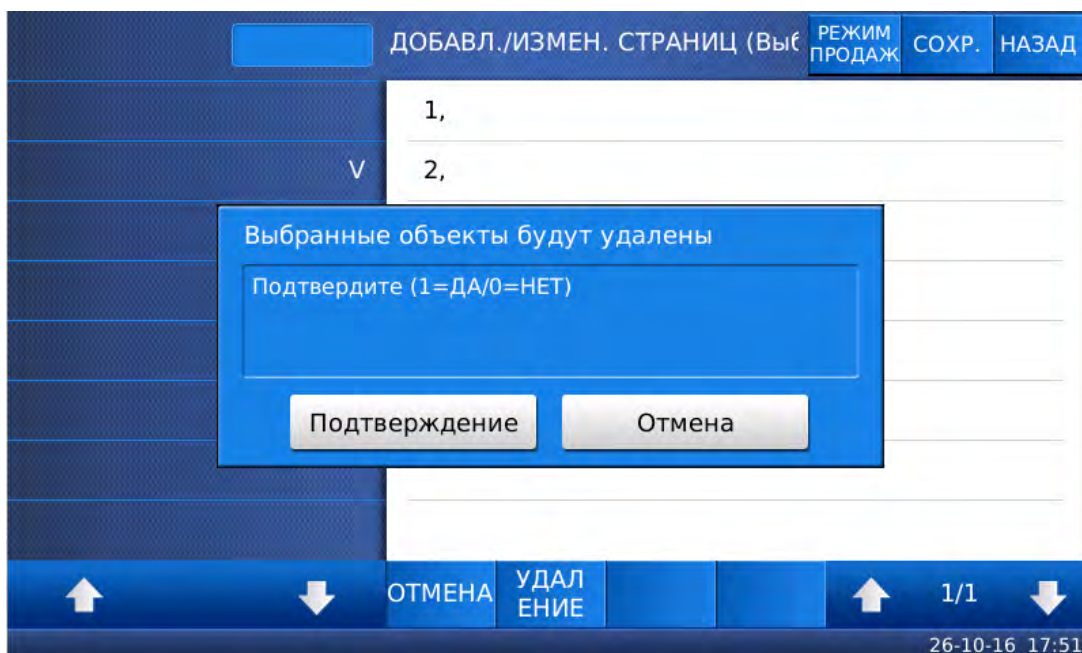 ДОБАВЛ./ИЗМЕН. СТРАНИЦ (Выб
РЕЖИМ
ПРОДАЖ
СОХР.
НАЗАД
1,
V
2,
Выбранные объекты будут удалены
Подтвердите (1=ДА/0=НЕТ)
Подтверждение
Отмена
ОТМЕНА
УДАЛ
ЕНИЕ
1/1
26-10-16 17:51